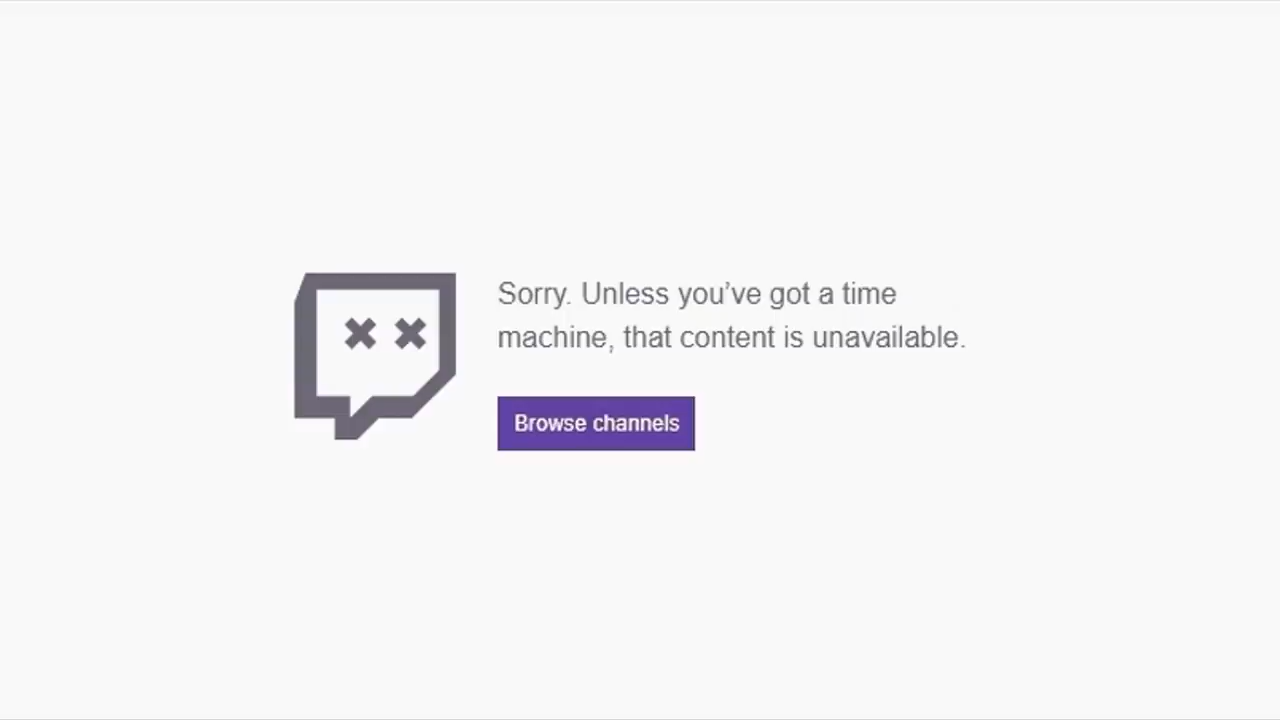 Sorry. Unless you’ve got a time
machine, that content is unavailable.
Browse channels